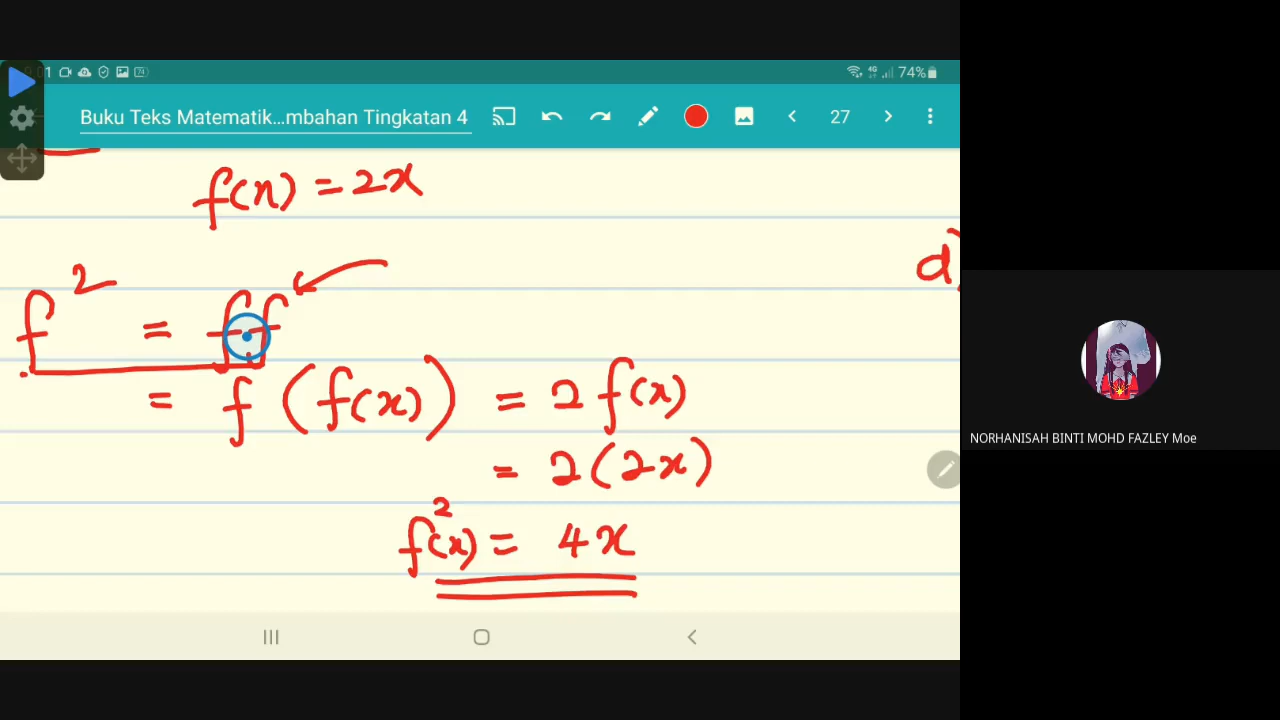 74%
Buku Teks Matematik...mbahan Tingkatan 4
27
f(x) = 2x
f² = ff
= f(f(x)) = 2f(x)
= 2(2x)
f²(x) = 4x
d)
NORHANISAH BINTI MOHD FAZLEY Moe